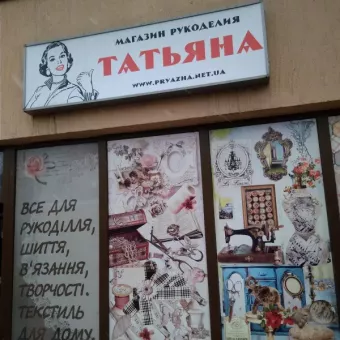 МАГАЗИН РУКОДЕЛИЯ
ТАТЬЯНА
WWW.PRYAZHA.NET.UA
ВСЕ ДЛЯ
РУКОДІЛЛЯ,
ШИТТЯ,
В'ЯЗАННЯ,
ТВОРЧОСТІ.
ТЕКСТИЛЬ
ДЛЯ ДОМУ.